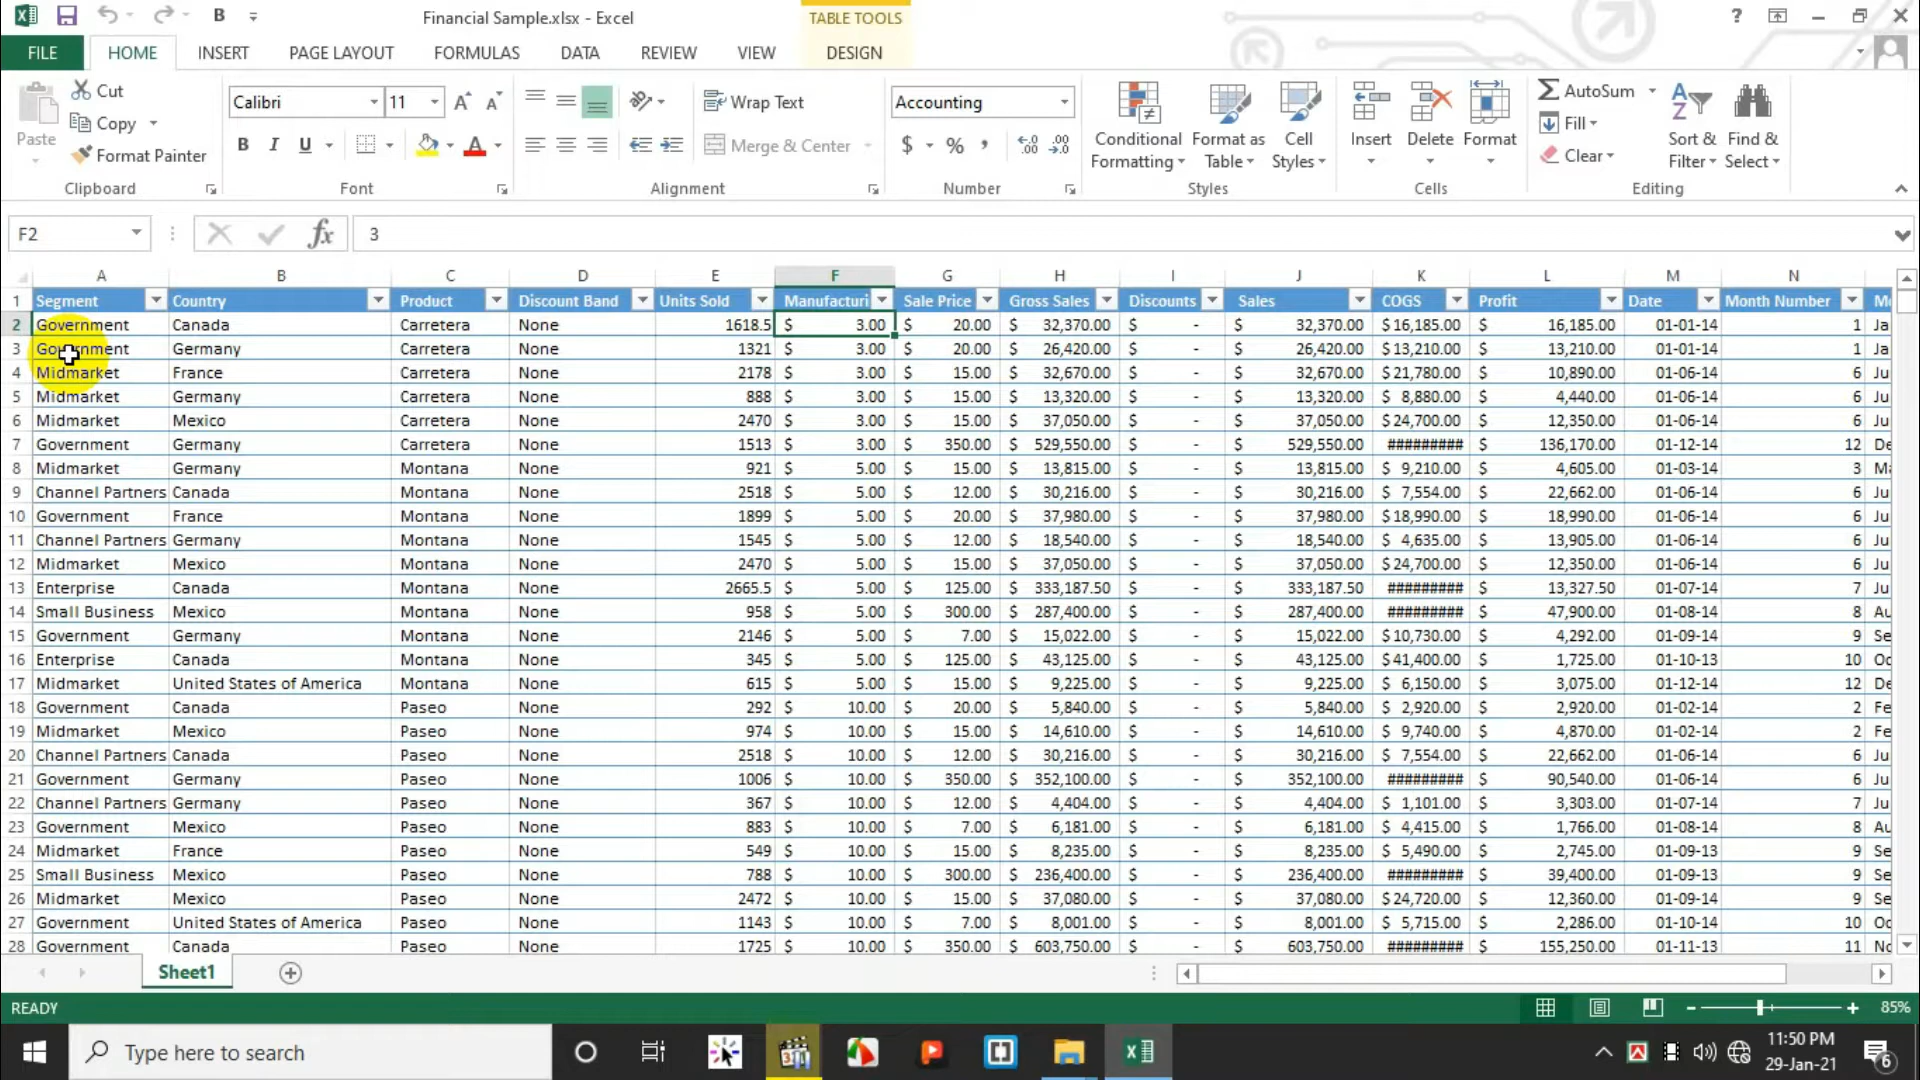 Financial Sample.xlsx - Excel
TABLE TOOLS
B
?
FILE HOME INSERT PAGE LAYOUT FORMULAS DATA REVIEW VIEW DESIGN
Paste
Cut
Copy
Format Painter
Clipboard
Calibri 11
B I U
Font
Wrap Text
Merge & Center
Alignment
Accounting
$ % ,
Number
Conditional Formatting
Format as Table
Cell Styles
Styles
Insert
Delete
Format
Cells
AutoSum
Fill
Clear
Sort & Filter
Find & Select
Editing
F2 fx 3
A B C D E F G H I J K L M N
1 Segment Country Product Discount Band Units Sold Manufacturi Sale Price Gross Sales Discounts Sales COGS Profit Date Month Number Mo
2 Government Canada Carretera None 1618.5 $ 3.00 $ 20.00 $ 32,370.00 $ - $ 32,370.00 $16,185.00 $ 16,185.00 01-01-14 1 Ja
3 Government Germany Carretera None 1321 $ 3.00 $ 20.00 $ 26,420.00 $ - $ 26,420.00 $13,210.00 $ 13,210.00 01-01-14 1 Ja
4 Midmarket France Carretera None 2178 $ 3.00 $ 15.00 $ 32,670.00 $ - $ 32,670.00 $21,780.00 $ 10,890.00 01-06-14 6 Ju
5 Midmarket Germany Carretera None 888 $ 3.00 $ 15.00 $ 13,320.00 $ - $ 13,320.00 $ 8,880.00 $ 4,440.00 01-06-14 6 Ju
6 Midmarket Mexico Carretera None 2470 $ 3.00 $ 15.00 $ 37,050.00 $ - $ 37,050.00 $24,700.00 $ 12,350.00 01-06-14 6 Ju
7 Government Germany Carretera None 1513 $ 3.00 $ 350.00 $ 529,550.00 $ - $ 529,550.00 ######### $ 136,170.00 01-12-14 12 De
8 Midmarket Germany Montana None 921 $ 5.00 $ 15.00 $ 13,815.00 $ - $ 13,815.00 $ 9,210.00 $ 4,605.00 01-03-14 3 Ma
9 Channel Partners Canada Montana None 2518 $ 5.00 $ 12.00 $ 30,216.00 $ - $ 30,216.00 $ 7,554.00 $ 22,662.00 01-06-14 6 Ju
10 Government France Montana None 1899 $ 5.00 $ 20.00 $ 37,980.00 $ - $ 37,980.00 $18,990.00 $ 18,990.00 01-06-14 6 Ju
11 Channel Partners Germany Montana None 1545 $ 5.00 $ 12.00 $ 18,540.00 $ - $ 18,540.00 $ 4,635.00 $ 13,905.00 01-06-14 6 Ju
12 Midmarket Mexico Montana None 2470 $ 5.00 $ 15.00 $ 37,050.00 $ - $ 37,050.00 $24,700.00 $ 12,350.00 01-06-14 6 Ju
13 Enterprise Canada Montana None 2665.5 $ 5.00 $ 125.00 $ 333,187.50 $ - $ 333,187.50 ######### $ 13,327.50 01-07-14 7 Ju
14 Small Business Mexico Montana None 958 $ 5.00 $ 300.00 $ 287,400.00 $ - $ 287,400.00 ######### $ 47,900.00 01-08-14 8 Au
15 Government Germany Montana None 2146 $ 5.00 $ 7.00 $ 15,022.00 $ - $ 15,022.00 $10,730.00 $ 4,292.00 01-09-14 9 Se
16 Enterprise Canada Montana None 345 $ 5.00 $ 125.00 $ 43,125.00 $ - $ 43,125.00 $41,400.00 $ 1,725.00 01-10-13 10 Oc
17 Midmarket United States of America Montana None 615 $ 5.00 $ 15.00 $ 9,225.00 $ - $ 9,225.00 $ 6,150.00 $ 3,075.00 01-12-14 12 De
18 Government Canada Paseo None 292 $ 10.00 $ 20.00 $ 5,840.00 $ - $ 5,840.00 $ 2,920.00 $ 2,920.00 01-02-14 2 Fe
19 Midmarket Mexico Paseo None 974 $ 10.00 $ 15.00 $ 14,610.00 $ - $ 14,610.00 $ 9,740.00 $ 4,870.00 01-02-14 2 Fe
20 Channel Partners Canada Paseo None 2518 $ 10.00 $ 12.00 $ 30,216.00 $ - $ 30,216.00 $ 7,554.00 $ 22,662.00 01-06-14 6 Ju
21 Government Germany Paseo None 1006 $ 10.00 $ 350.00 $ 352,100.00 $ - $ 352,100.00 ######### $ 90,540.00 01-06-14 6 Ju
22 Channel Partners Germany Paseo None 367 $ 10.00 $ 12.00 $ 4,404.00 $ - $ 4,404.00 $ 1,101.00 $ 3,303.00 01-07-14 7 Ju
23 Government Mexico Paseo None 883 $ 10.00 $ 7.00 $ 6,181.00 $ - $ 6,181.00 $ 4,415.00 $ 1,766.00 01-08-14 8 Au
24 Midmarket France Paseo None 549 $ 10.00 $ 15.00 $ 8,235.00 $ - $ 8,235.00 $ 5,490.00 $ 2,745.00 01-09-13 9 Se
25 Small Business Mexico Paseo None 788 $ 10.00 $ 300.00 $ 236,400.00 $ - $ 236,400.00 ######### $ 39,400.00 01-09-13 9 Se
26 Midmarket Mexico Paseo None 2472 $ 10.00 $ 15.00 $ 37,080.00 $ - $ 37,080.00 $24,720.00 $ 12,360.00 01-09-14 9 Se
27 Government United States of America Paseo None 1143 $ 10.00 $ 7.00 $ 8,001.00 $ - $ 8,001.00 $ 5,715.00 $ 2,286.00 01-10-14 10 Oc
28 Government Canada Paseo None 1725 $ 10.00 $ 350.00 $ 603,750.00 $ - $ 603,750.00 ######### $ 155,250.00 01-11-13 11 No
Sheet1
READY 85%
Type here to search
11:50 PM
29-Jan-21
6